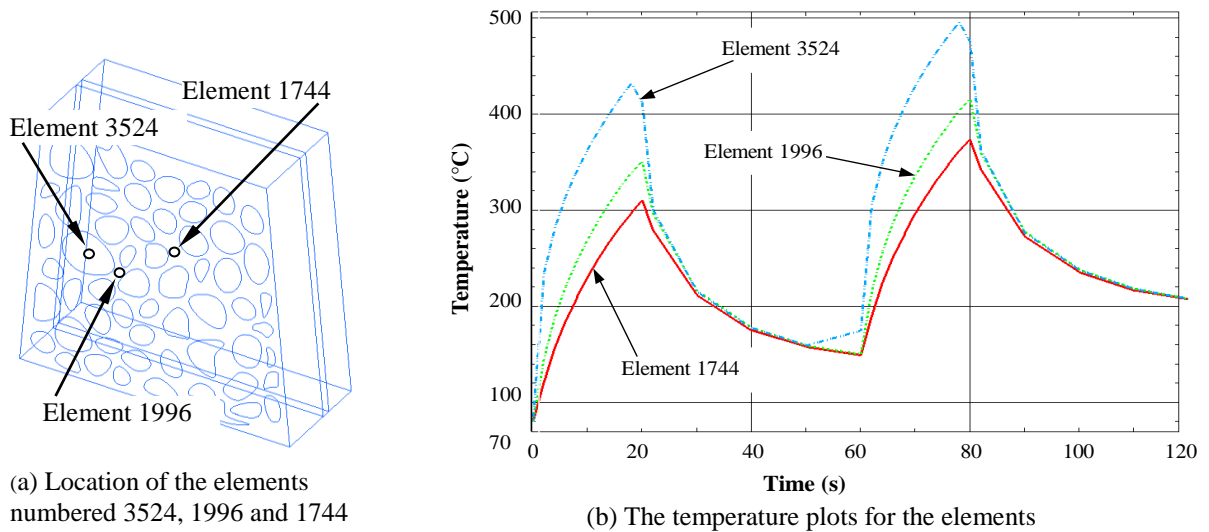 Element 1744
Element 3524
Element 1996
(a) Location of the elements
numbered 3524, 1996 and 1744
500
400
300
200
100
70
Temperature (°C)
Element 3524
Element 1996
Element 1744
0 20 40 60 80 100 120
Time (s)
(b) The temperature plots for the elements